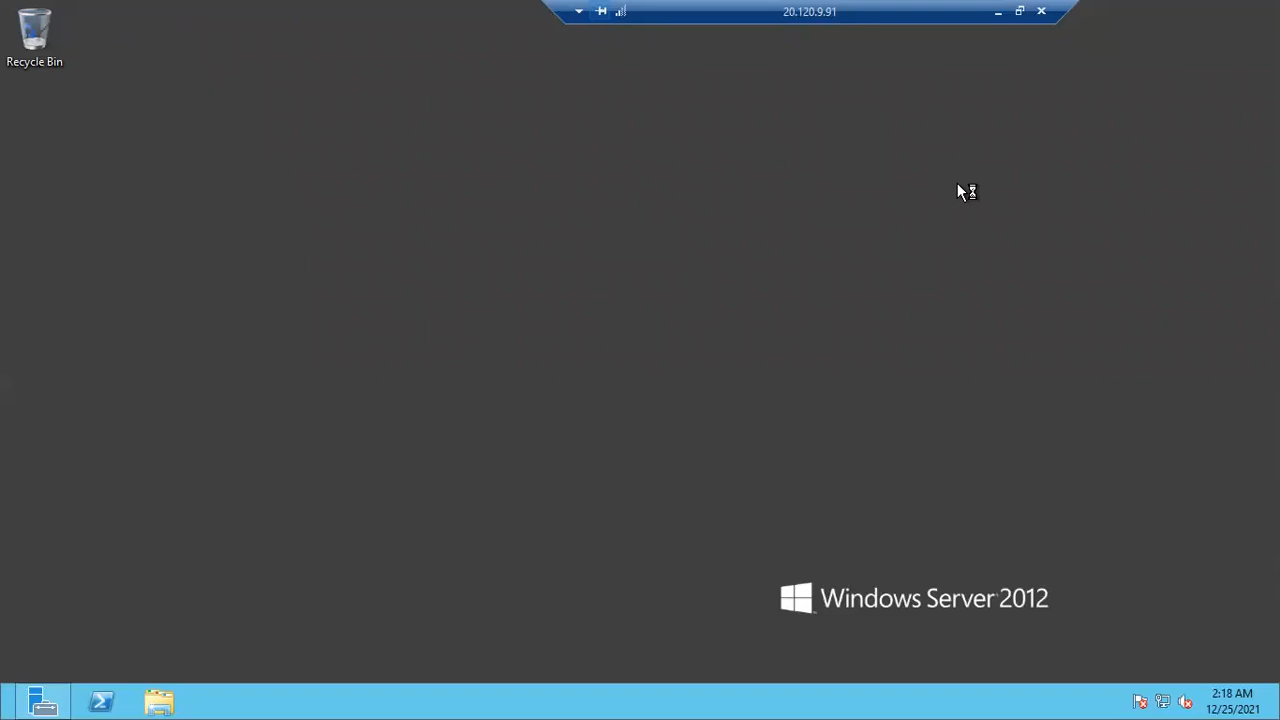 20.120.9.91
Recycle Bin
Windows Server 2012
2:18 AM
12/25/2021